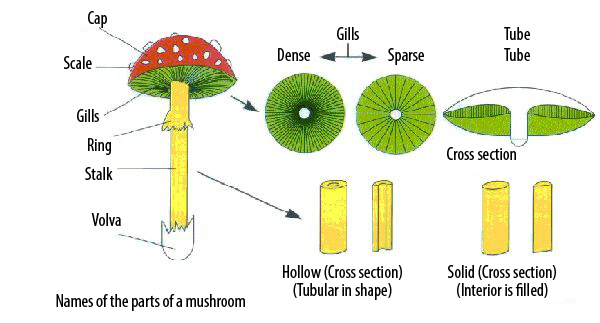 Cap
Scale
Gills
Ring
Stalk
Volva
Names of the parts of a mushroom
Gills
Dense
Sparse
Tube
Tube
Cross section
Hollow (Cross section)
(Tubular in shape)
Solid (Cross section)
(Interior is filled)